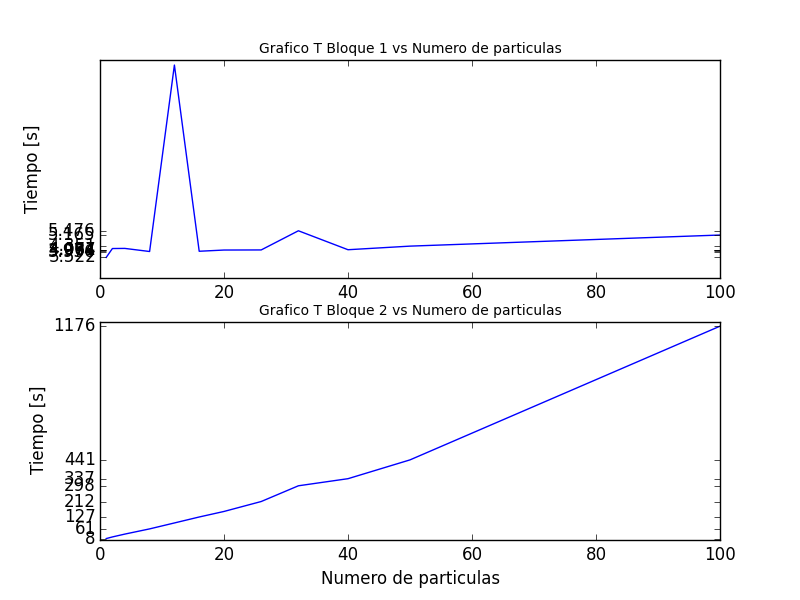 Grafico T Bloque 1 vs Numero de particulas
Tiempo [s]
5.476
5.169
3.522
0 20 40 60 80 100
Grafico T Bloque 2 vs Numero de particulas
Tiempo [s]
1176
441
337
298
212
127
61
8
0 20 40 60 80 100
Numero de particulas